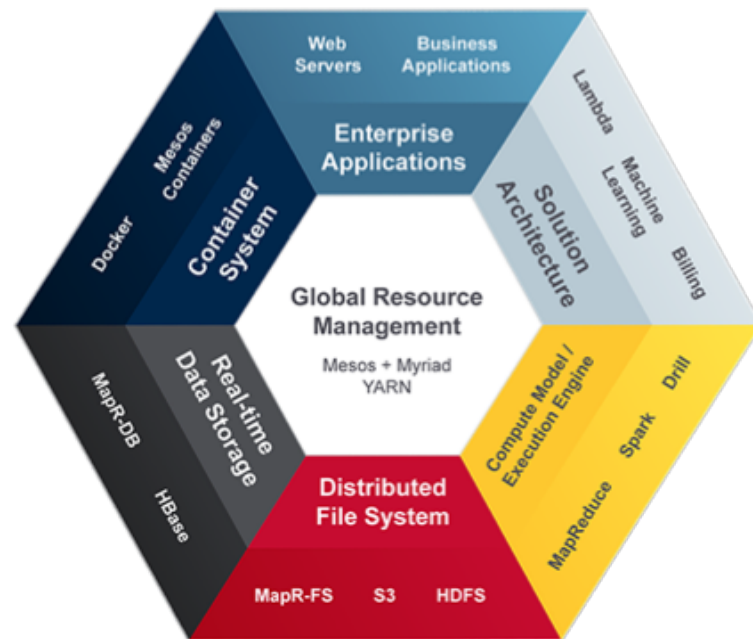 Web
Servers
Business
Applications
Enterprise
Applications
Lambda
Machine
Learning
Billing
Solution
Architecture
Mesos
Containers
Docker
Container
System
Global Resource
Management
Mesos + Myriad
YARN
MapR-DB
HBase
Real-time
Data Storage
Compute Model /
Execution Engine
Drill
Spark
MapReduce
Distributed
File System
MapR-FS
S3
HDFS